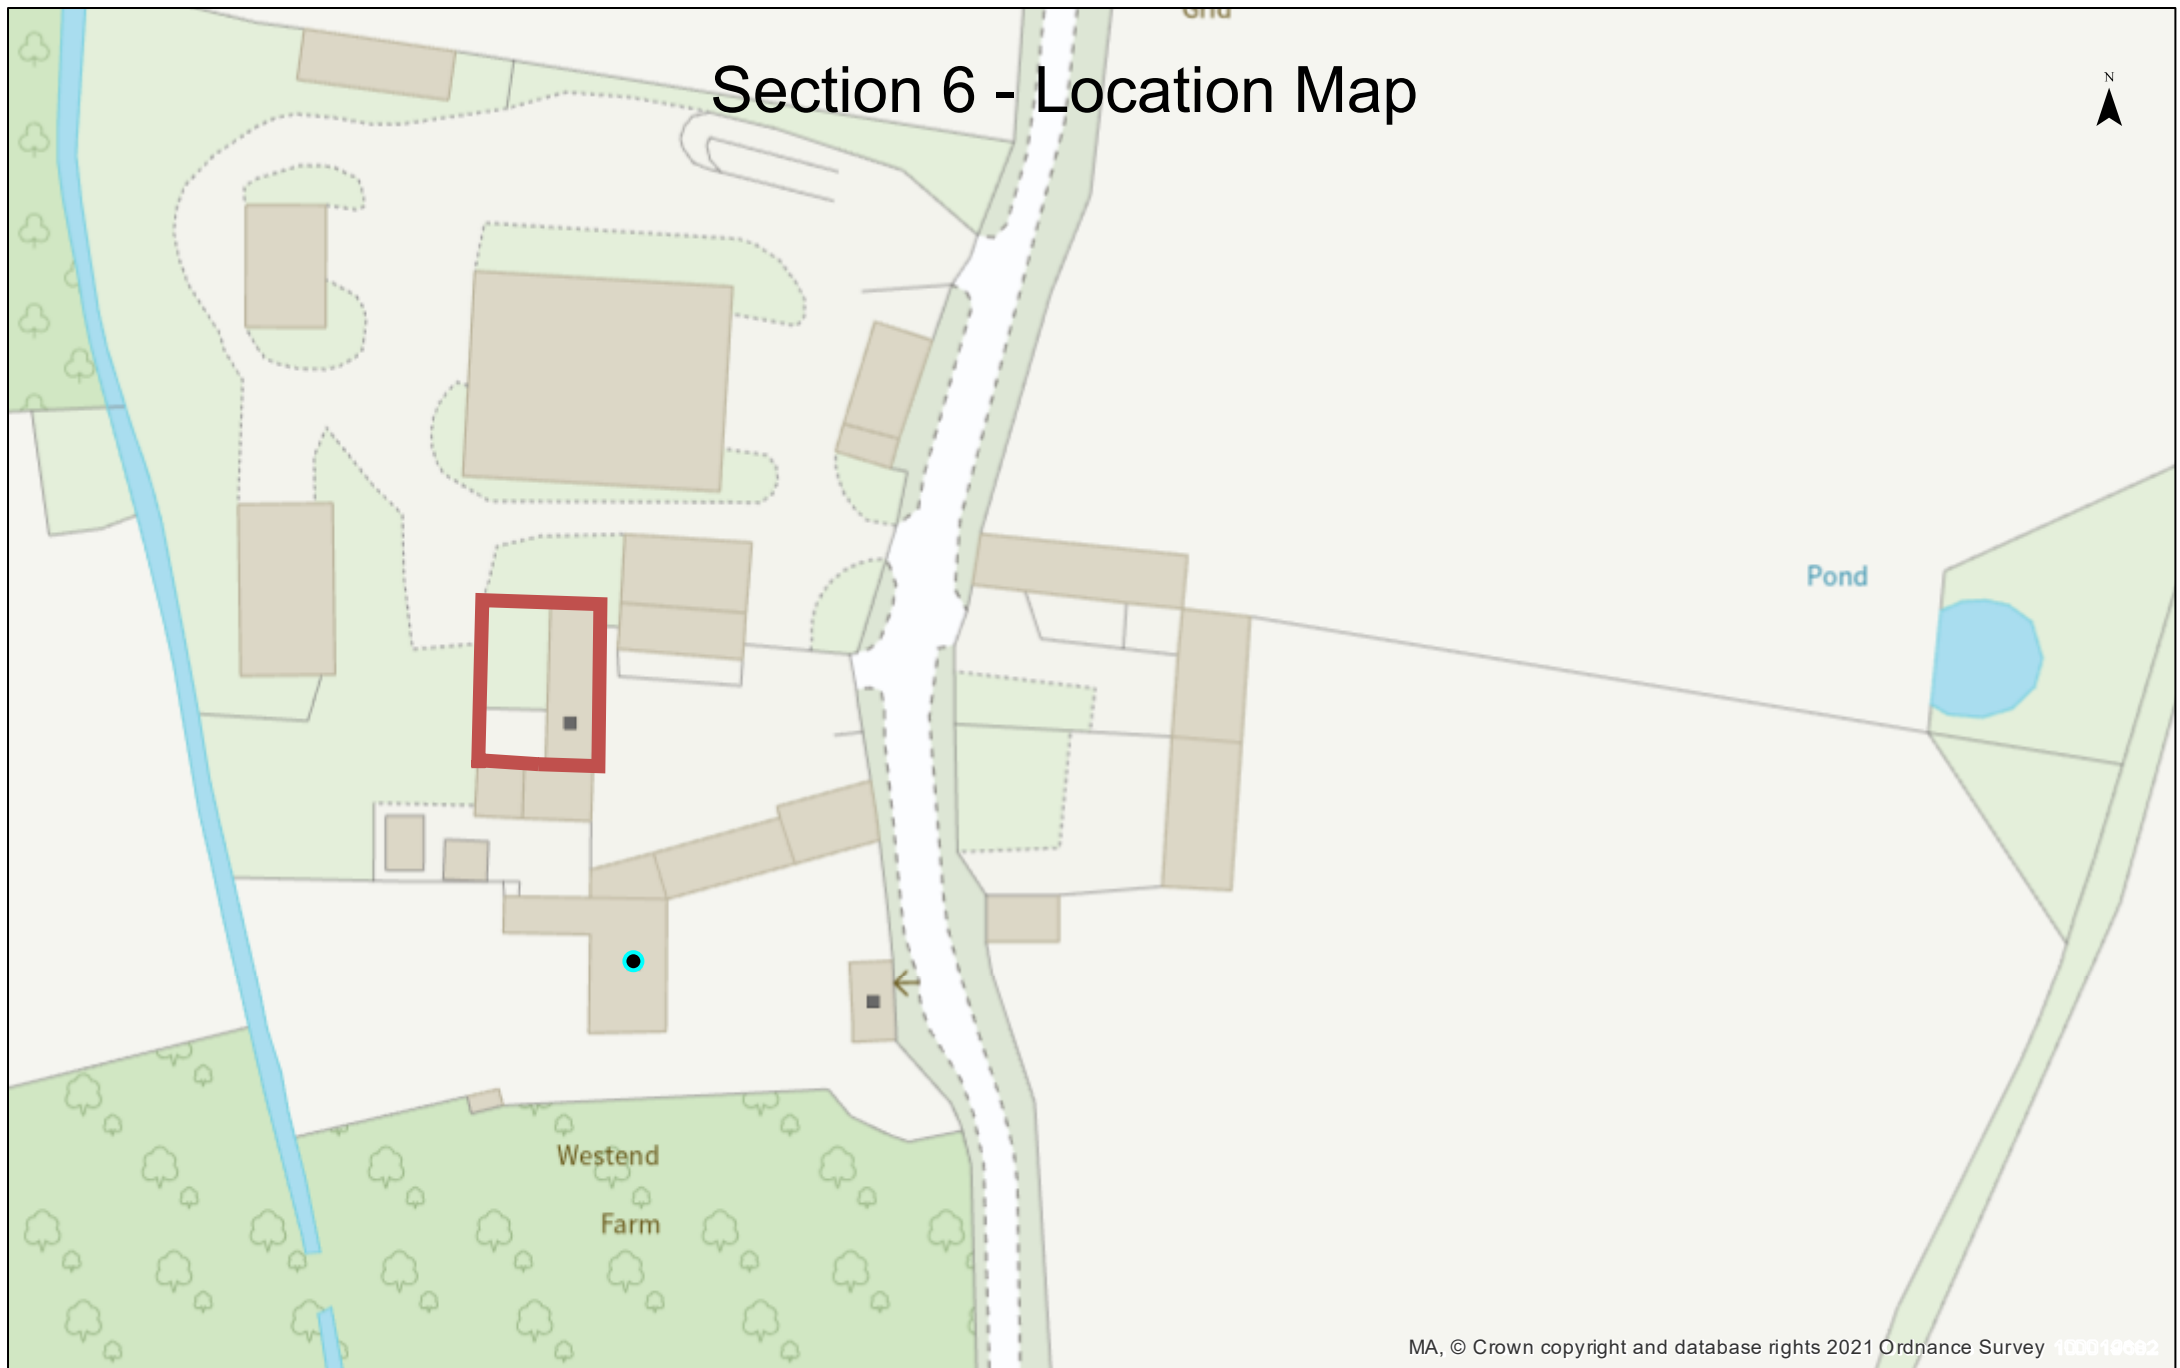 Section 6 - Location Map
N
Pond
Westend
Farm
MA, © Crown copyright and database rights 2021 Ordnance Survey